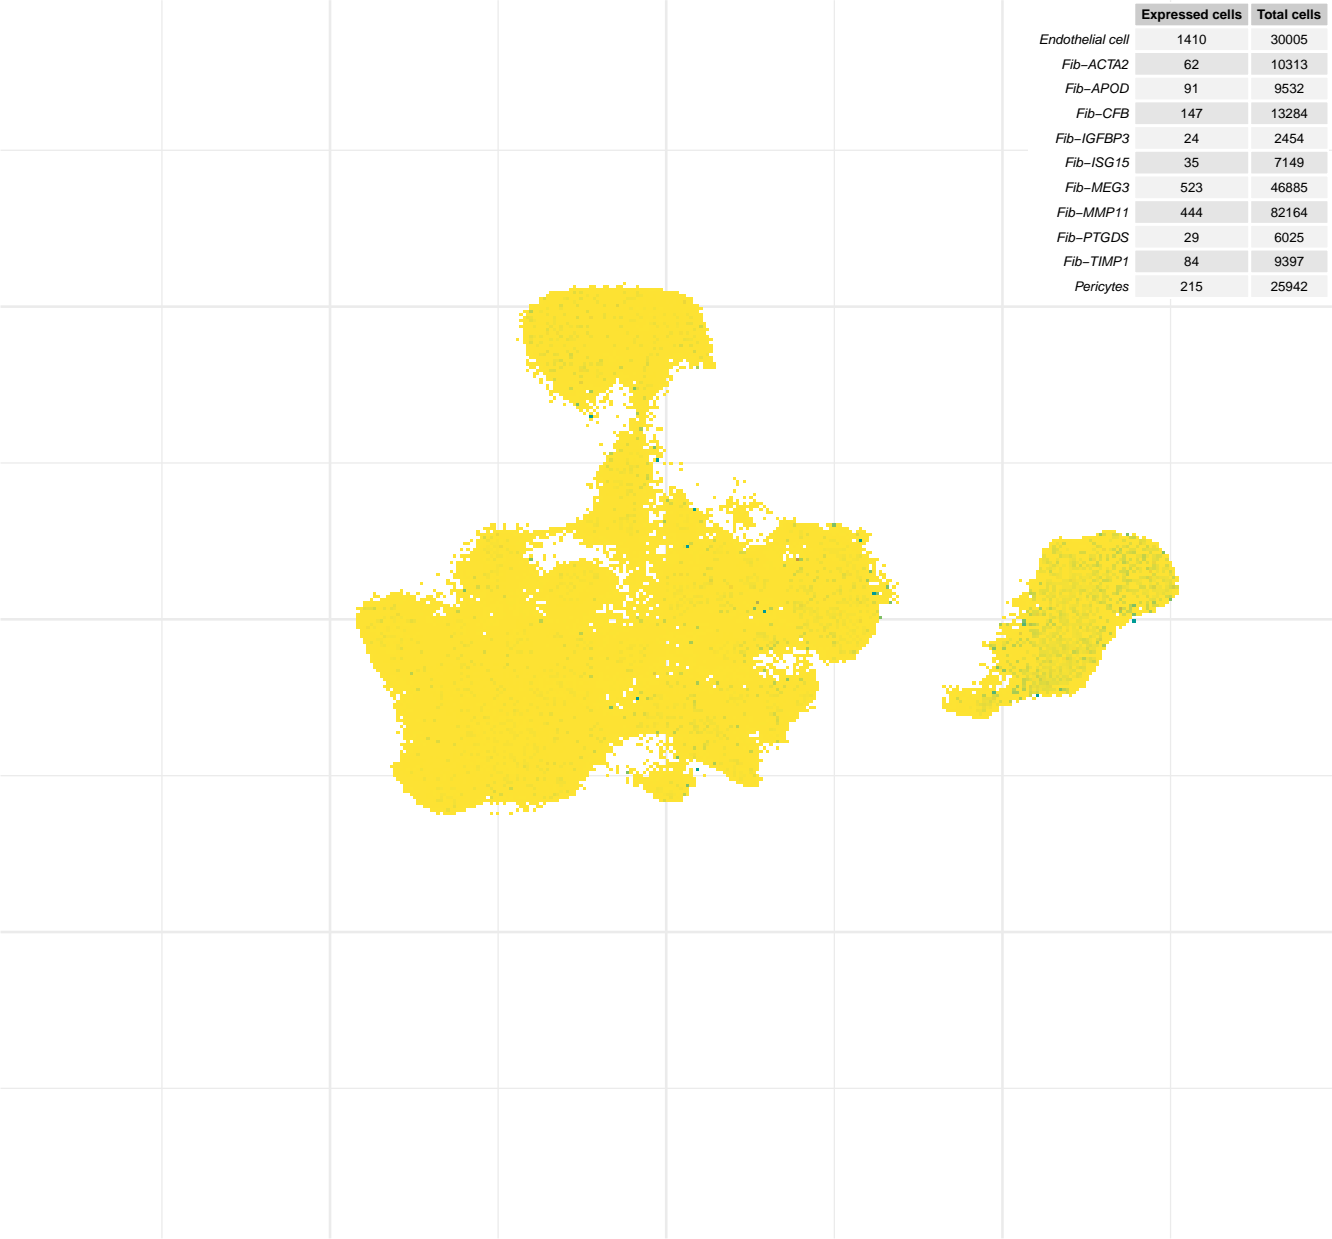 Expressed cells Total cells
Endothelial cell 1410 30005
Fib−ACTA2 62 10313
Fib−APOD 91 9532
Fib−CFB 147 13284
Fib−IGFBP3 24 2454
Fib−ISG15 35 7149
Fib−MEG3 523 46885
Fib−MMP11 444 82164
Fib−PTGDS 29 6025
Fib−TIMP1 84 9397
Pericytes 215 25942